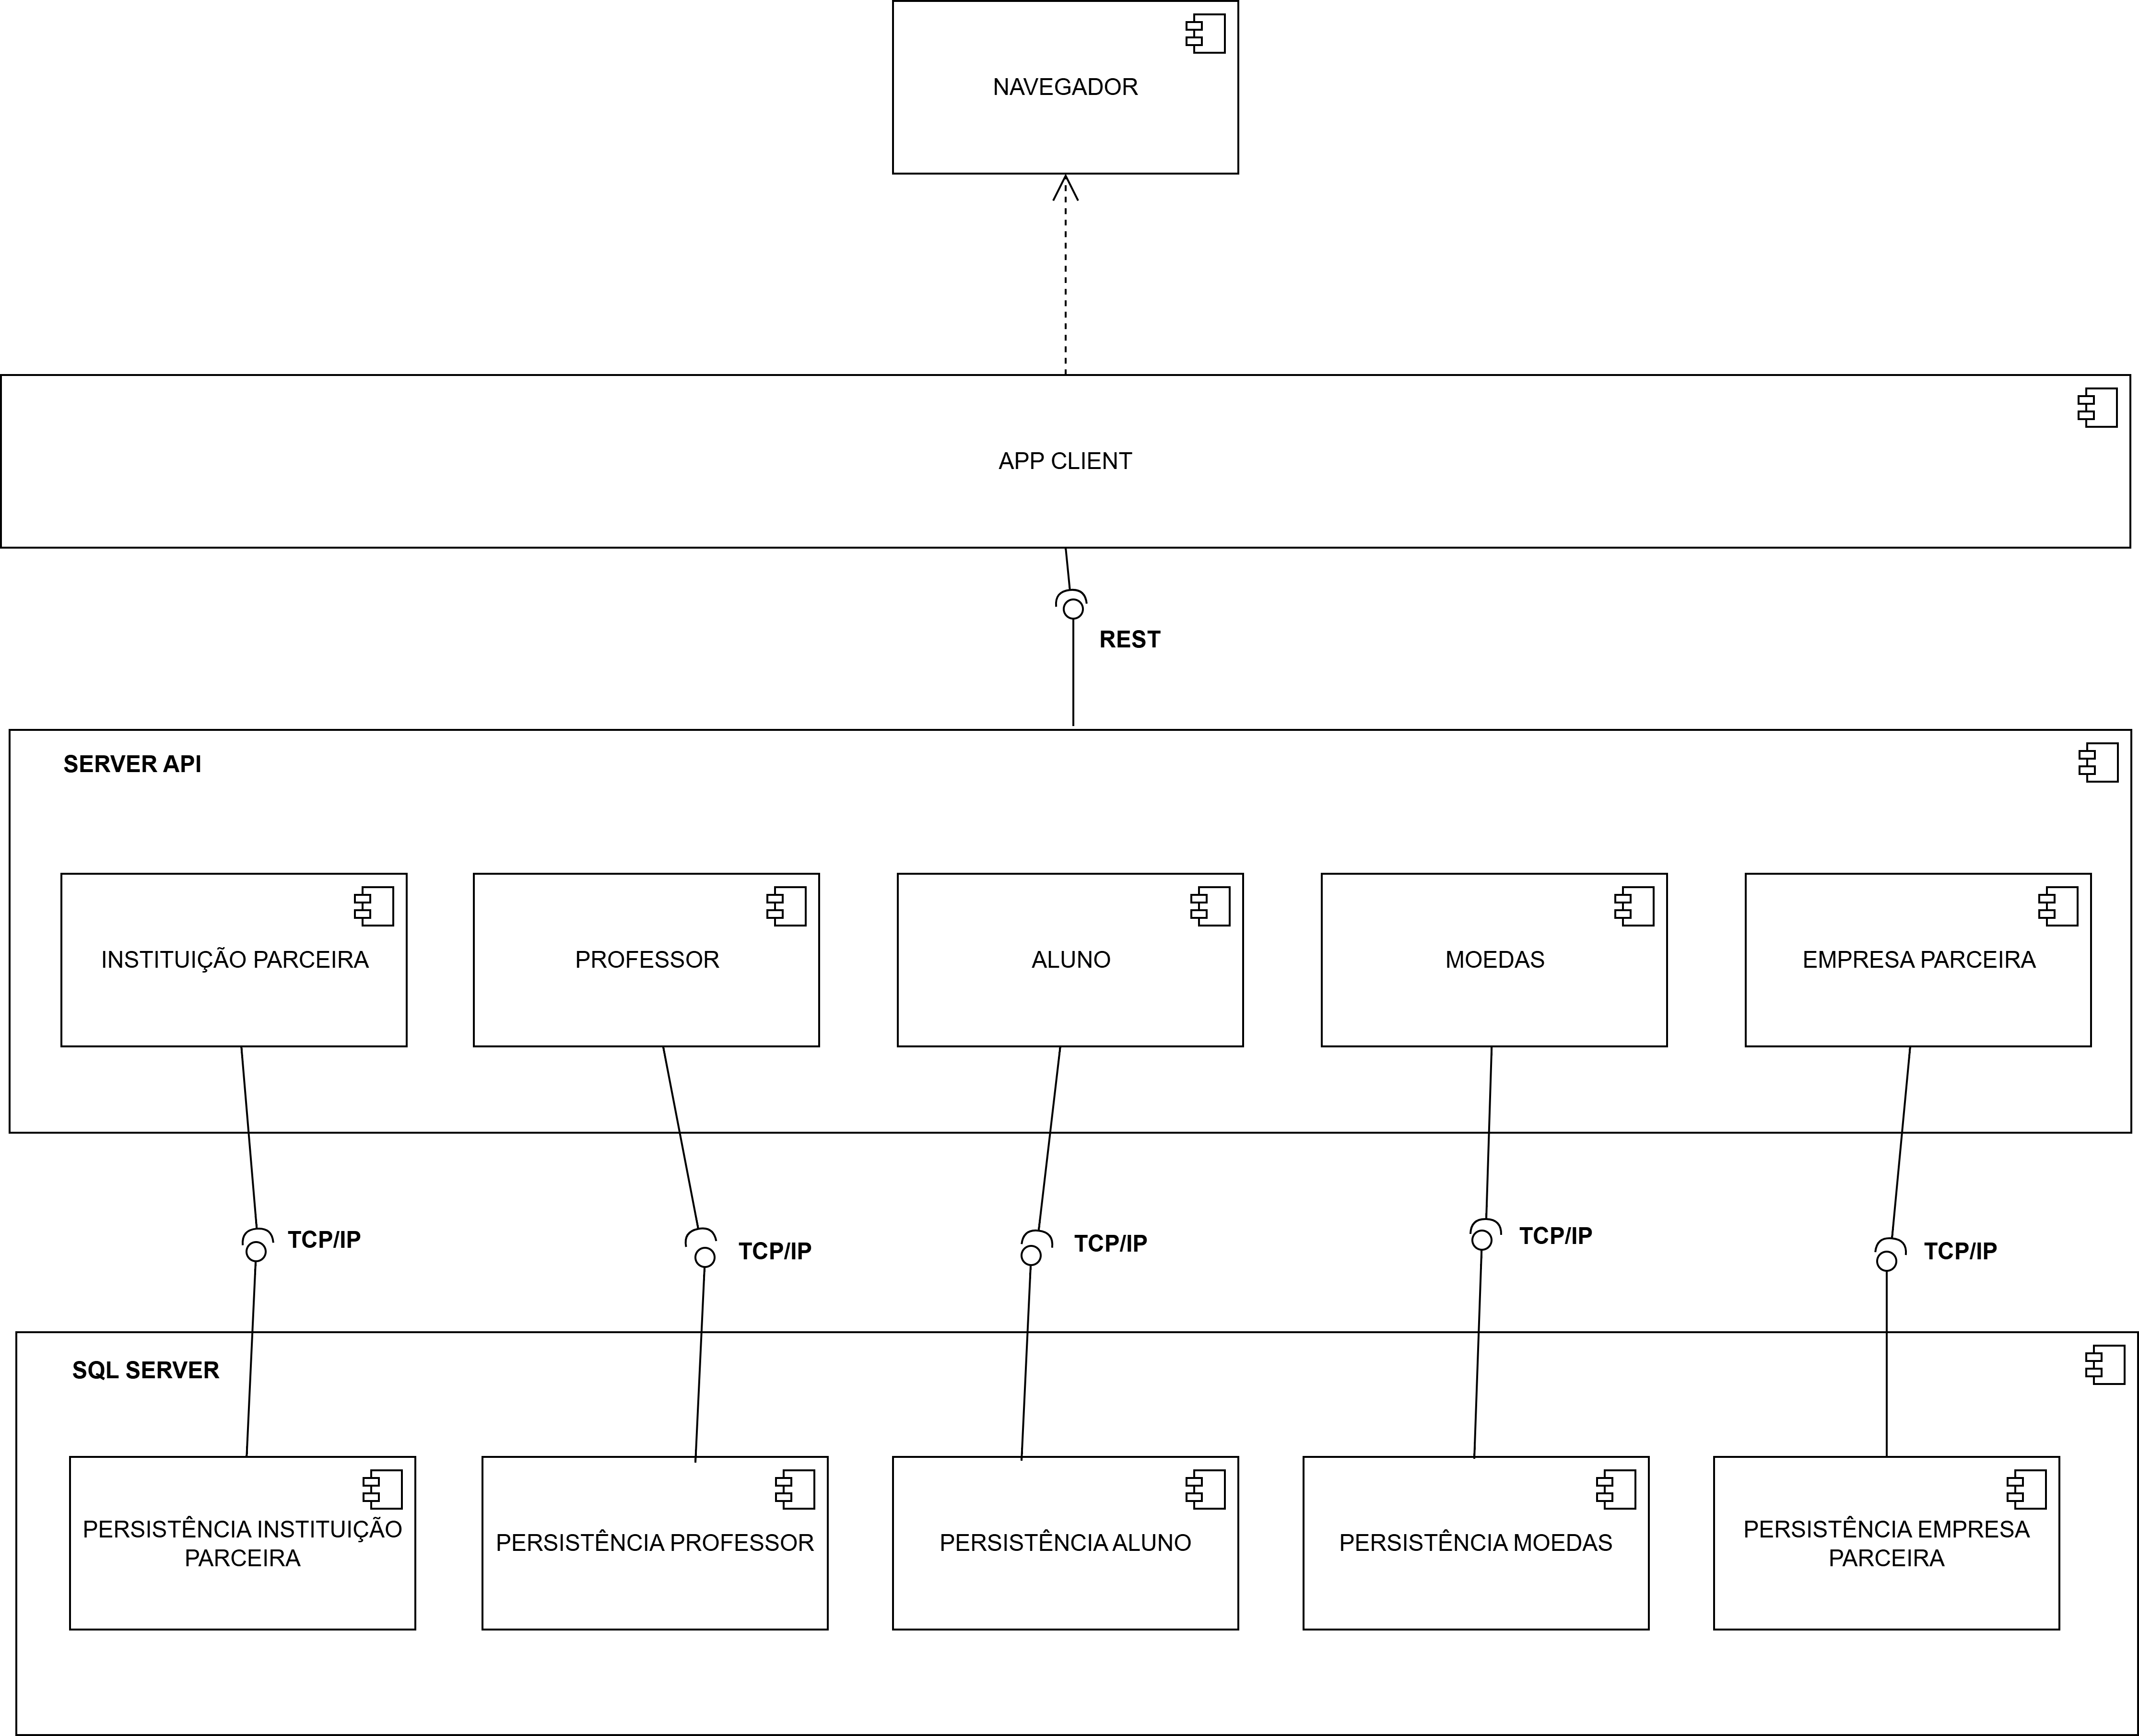 NAVEGADOR
APP CLIENT
REST
SERVER API
INSTITUIÇÃO PARCEIRA
PROFESSOR
ALUNO
MOEDAS
EMPRESA PARCEIRA
TCP/IP
TCP/IP
TCP/IP
TCP/IP
TCP/IP
SQL SERVER
PERSISTÊNCIA INSTITUIÇÃO
PARCEIRA
PERSISTÊNCIA PROFESSOR
PERSISTÊNCIA ALUNO
PERSISTÊNCIA MOEDAS
PERSISTÊNCIA EMPRESA
PARCEIRA